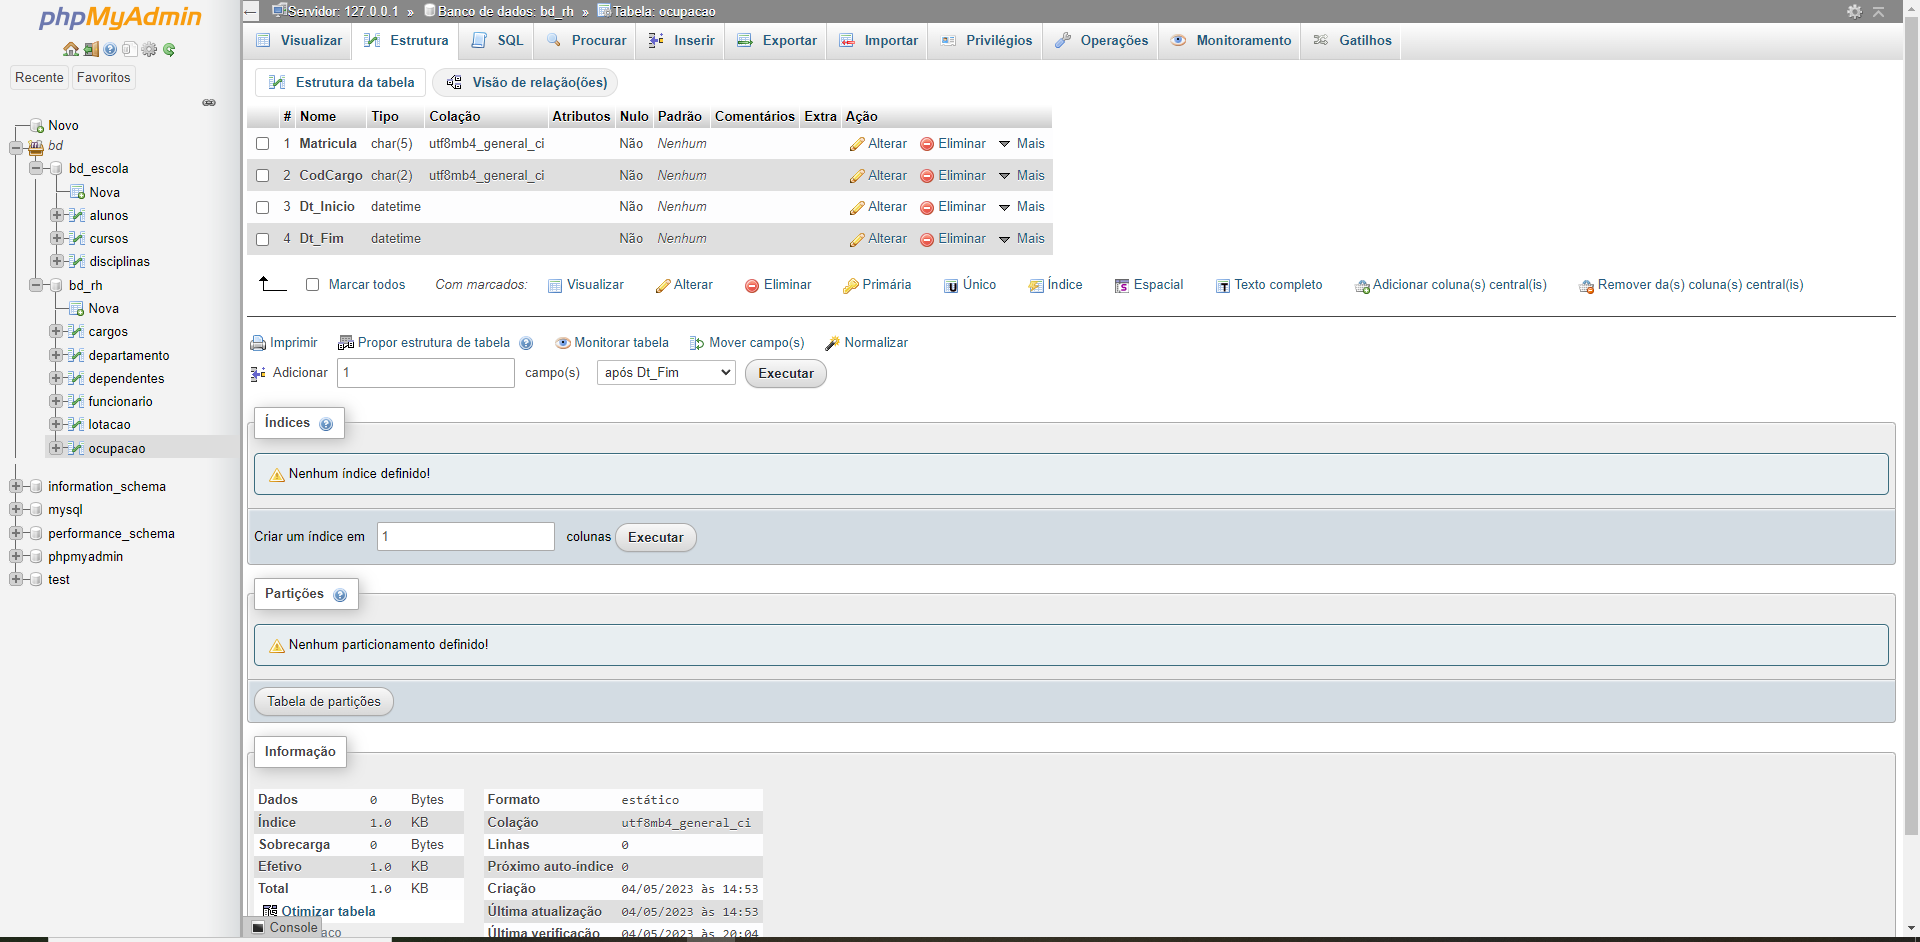 phpMyAdmin
Recente Favoritos
Novo
bd
bd_escola
Nova
alunos
cursos
disciplinas
bd_rh
Nova
cargos
departamento
dependentes
funcionario
lotacao
ocupacao
information_schema
mysql
performance_schema
phpmyadmin
test
Servidor: 127.0.0.1 » Banco de dados: bd_rh » Tabela: ocupacao
Visualizar Estrutura SQL Procurar Inserir Exportar Importar Privilégios Operações Monitoramento Gatilhos
Estrutura da tabela Visão de relação(ões)
# Nome Tipo Colação Atributos Nulo Padrão Comentários Extra Ação
1 Matricula char(5) utf8mb4_general_ci Não Nenhum Alterar Eliminar Mais
2 CodCargo char(2) utf8mb4_general_ci Não Nenhum Alterar Eliminar Mais
3 Dt_Inicio datetime Não Nenhum Alterar Eliminar Mais
4 Dt_Fim datetime Não Nenhum Alterar Eliminar Mais
Marcar todos Com marcados: Visualizar Alterar Eliminar Primária Único Índice Espacial Texto completo Adicionar coluna(s) central(is) Remover da(s) coluna(s) central(is)
Imprimir Propor estrutura de tabela Monitorar tabela Mover campo(s) Normalizar
Adicionar 1 campo(s) após Dt_Fim Executar
Índices
Nenhum índice definido!
Criar um índice em 1 colunas Executar
Partições
Nenhum particionamento definido!
Tabela de partições
Informação
Dados 0 Bytes
Índice 1.0 KB
Sobrecarga 0 Bytes
Efetivo 1.0 KB
Total 1.0 KB
Otimizar tabela
Formato estático
Colação utf8mb4_general_ci
Linhas 0
Próximo auto-índice 0
Criação 04/05/2023 às 14:53
Última atualização 04/05/2023 às 14:53
Última verificação 04/05/2023 às 20:04
Console